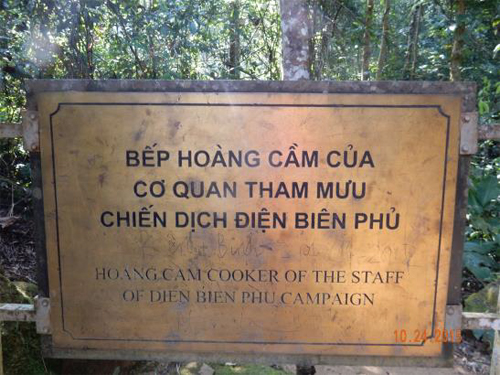 BẾP HOÀNG CẦM CỦA
CƠ QUAN THAM MƯU
CHIẾN DỊCH ĐIỆN BIÊN PHỦ
HOANG CAM COOKER OF THE STAFF
OF DIEN BIEN PHU CAMPAIGN
10.24.2013